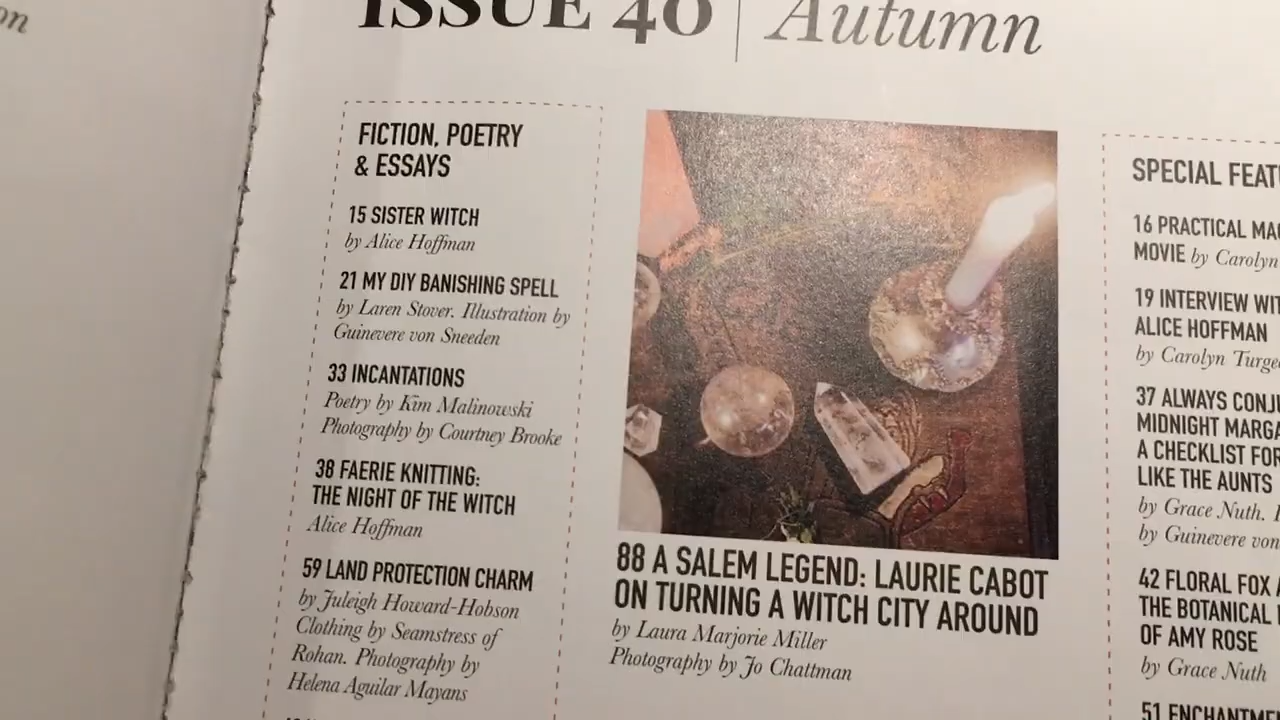 ISSUE 40 | Autumn
FICTION, POETRY
& ESSAYS
15 SISTER WITCH
by Alice Hoffman
21 MY DIY BANISHING SPELL
by Laren Stover. Illustration by
Guinevere von Sneeden
33 INCANTATIONS
Poetry by Kim Malinowski
Photography by Courtney Brooke
38 FAERIE KNITTING:
THE NIGHT OF THE WITCH
Alice Hoffman
59 LAND PROTECTION CHARM
by Juleigh Howard-Hobson
Clothing by Seamstress of
Rohan. Photography by
Helena Aguilar Mayans
88 A SALEM LEGEND: LAURIE CABOT
ON TURNING A WITCH CITY AROUND
by Laura Marjorie Miller
Photography by Jo Chattman
SPECIAL
16 PRACTICAL
MOVIE by Carolyn
19 INTERVIEW
ALICE HOFFMAN
by Carolyn
37 ALWAYS
MIDNIGHT
A CHECKLIST FOR
LIKE THE AUNTS
by Grace Nuth.
by Guinevere von
42 FLORAL FOX
THE BOTANICAL
OF AMY ROSE
by Grace Nuth
51